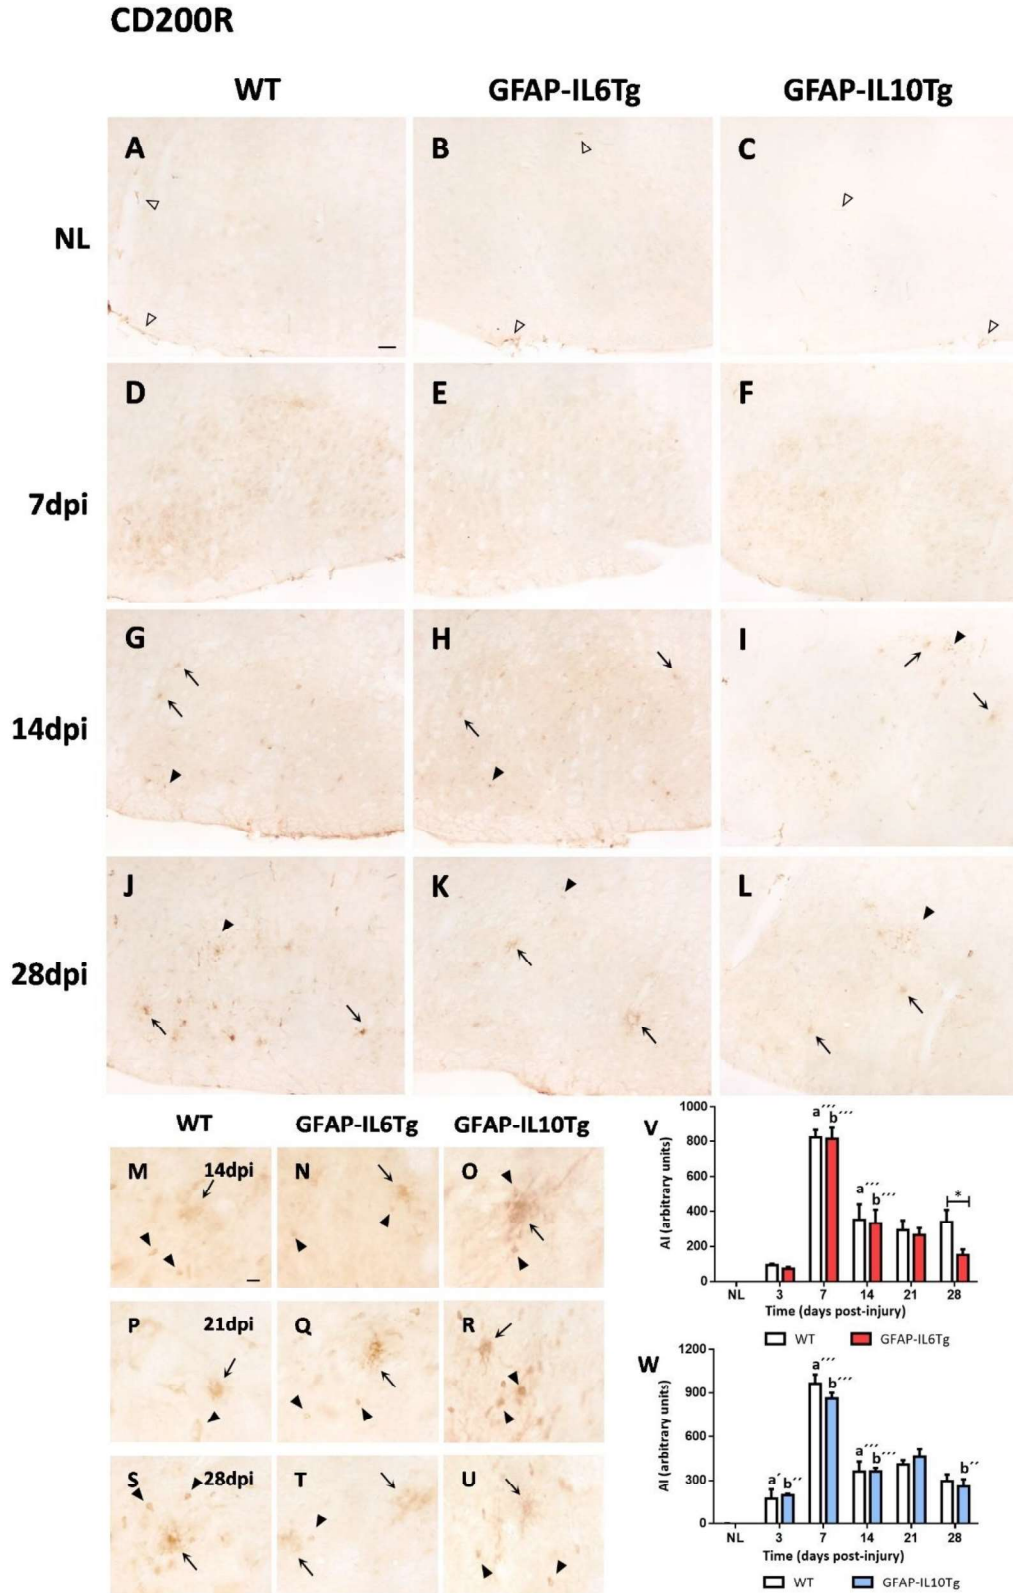 CD200R
WT GFAP-IL6Tg GFAP-IL10Tg
A B C
NL
D E F
7dpi
G H I
14dpi
J K L
28dpi
WT GFAP-IL6Tg GFAP-IL10Tg
M 14dpi N O
P 21dpi Q R
S 28dpi T U
V
AI (arbitrary units)
1000
800
600
400
200
0
a´´´ b´´´
a´´´ b´´´
*
NL 3 7 14 21 28
Time (days post-injury)
WT GFAP-IL6Tg
W
AI (arbitrary units)
1200
900
600
300
0
a´ b´´
a´´´ b´´´
a´´´ b´´´
b´´
NL 3 7 14 21 28
Time (days post-injury)
WT GFAP-IL10Tg